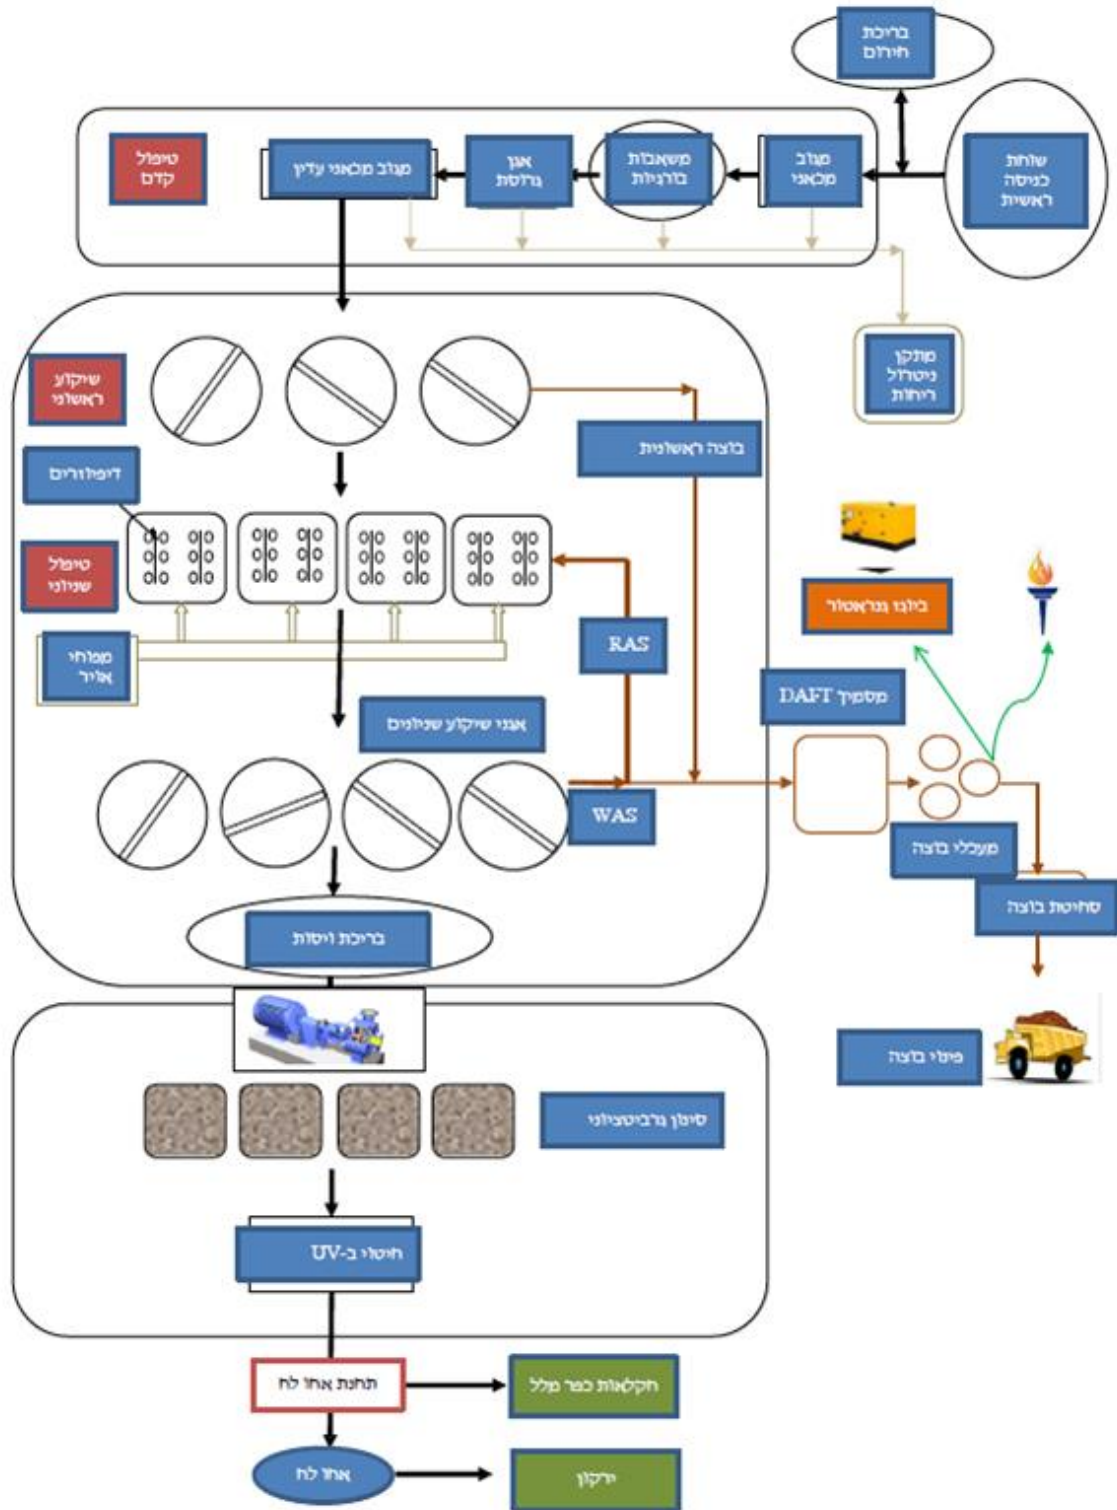 בריכת
חירום
שוחת
כניסה
ראשית
מגוב
מכאני
משאבות
בורגיות
אגן
גרוסת
מגוב מכאני עדין
טיפול
קדם
מתקן
ניטרול
ריחות
שיקוע
ראשוני
בוצה ראשונית
דיפיוזרים
טיפול
שניוני
מפוחי
אויר
RAS
אגני שיקוע שניונים
WAS
ביוגז גנראטור
מסמיך DAFT
מעכלי בוצה
סחיטת בוצה
פינוי בוצה
בריכת ויסות
סינון גרביטציוני
חיטוי ב-UV
תחנת אחו לח
חקלאות כפר מלל
אחו לח
ירקון